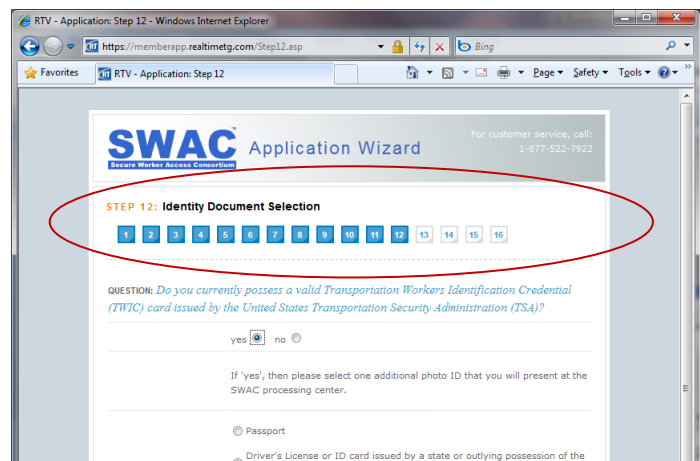 RTV - Application: Step 12 - Windows Internet Explorer
https://memberapp.realtimetg.com/Step12.asp
Bing
Favorites
RTV - Application: Step 12
Page
Safety
Tools
SWAC
Secure Worker Access Consortium
Application Wizard
For customer service, call:
1-877-522-7922
STEP 12: Identity Document Selection
1 2 3 4 5 6 7 8 9 10 11 12 13 14 15 16
QUESTION: Do you currently possess a valid Transportation Workers Identification Credential
(TWIC) card issued by the United States Transportation Security Administration (TSA)?
yes no
If 'yes', then please select one additional photo ID that you will present at the
SWAC processing center.
Passport
Driver's License or ID card issued by a state or outlying possession of the